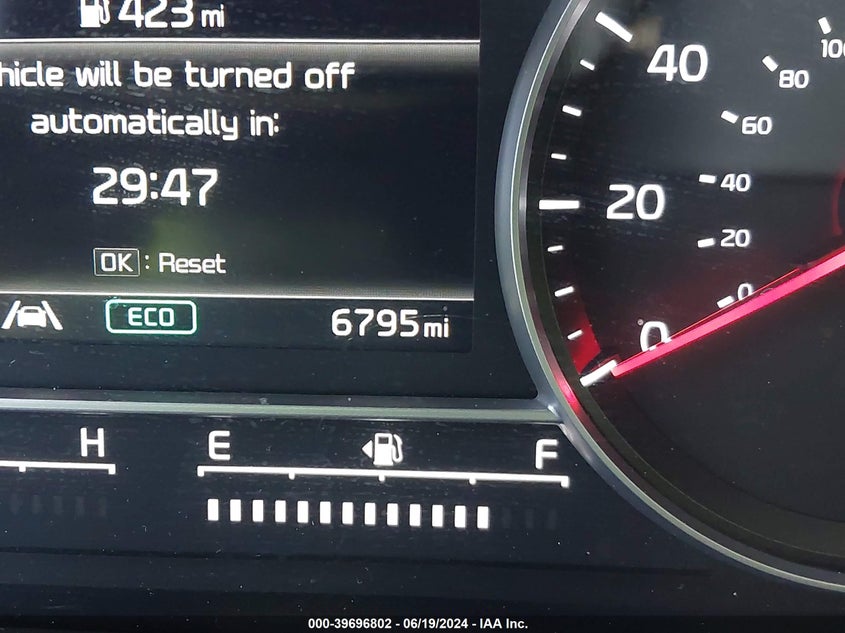 423 mi
hicle will be turned off
automatically in:
29:47
OK : Reset
ECO
6795 mi
H
E
F
40
20
0
80
60
40
20
0
000-39696802 - 06/19/2024 - IAA Inc.